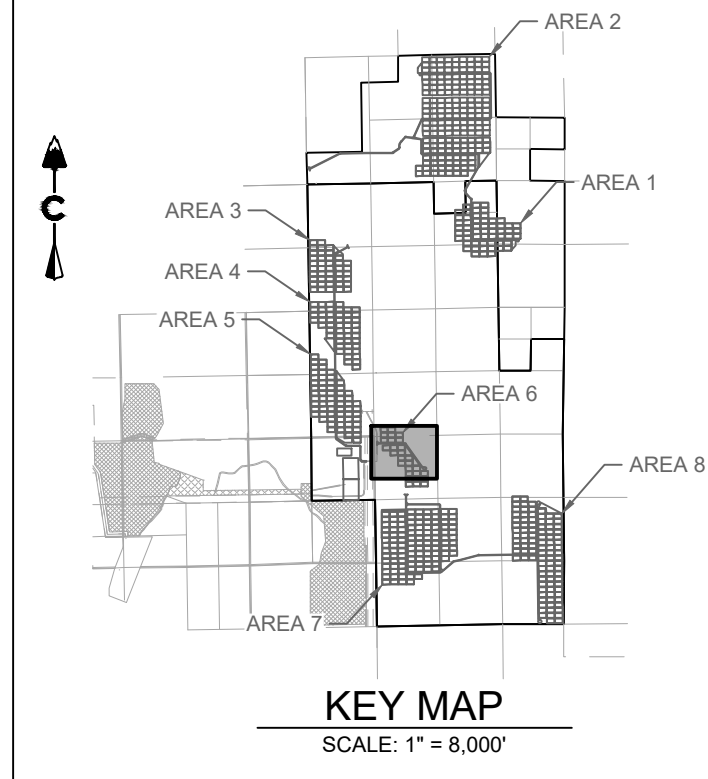 AREA 2
AREA 1
AREA 3
AREA 4
AREA 5
AREA 6
AREA 8
AREA 7
C
KEY MAP
SCALE: 1" = 8,000'